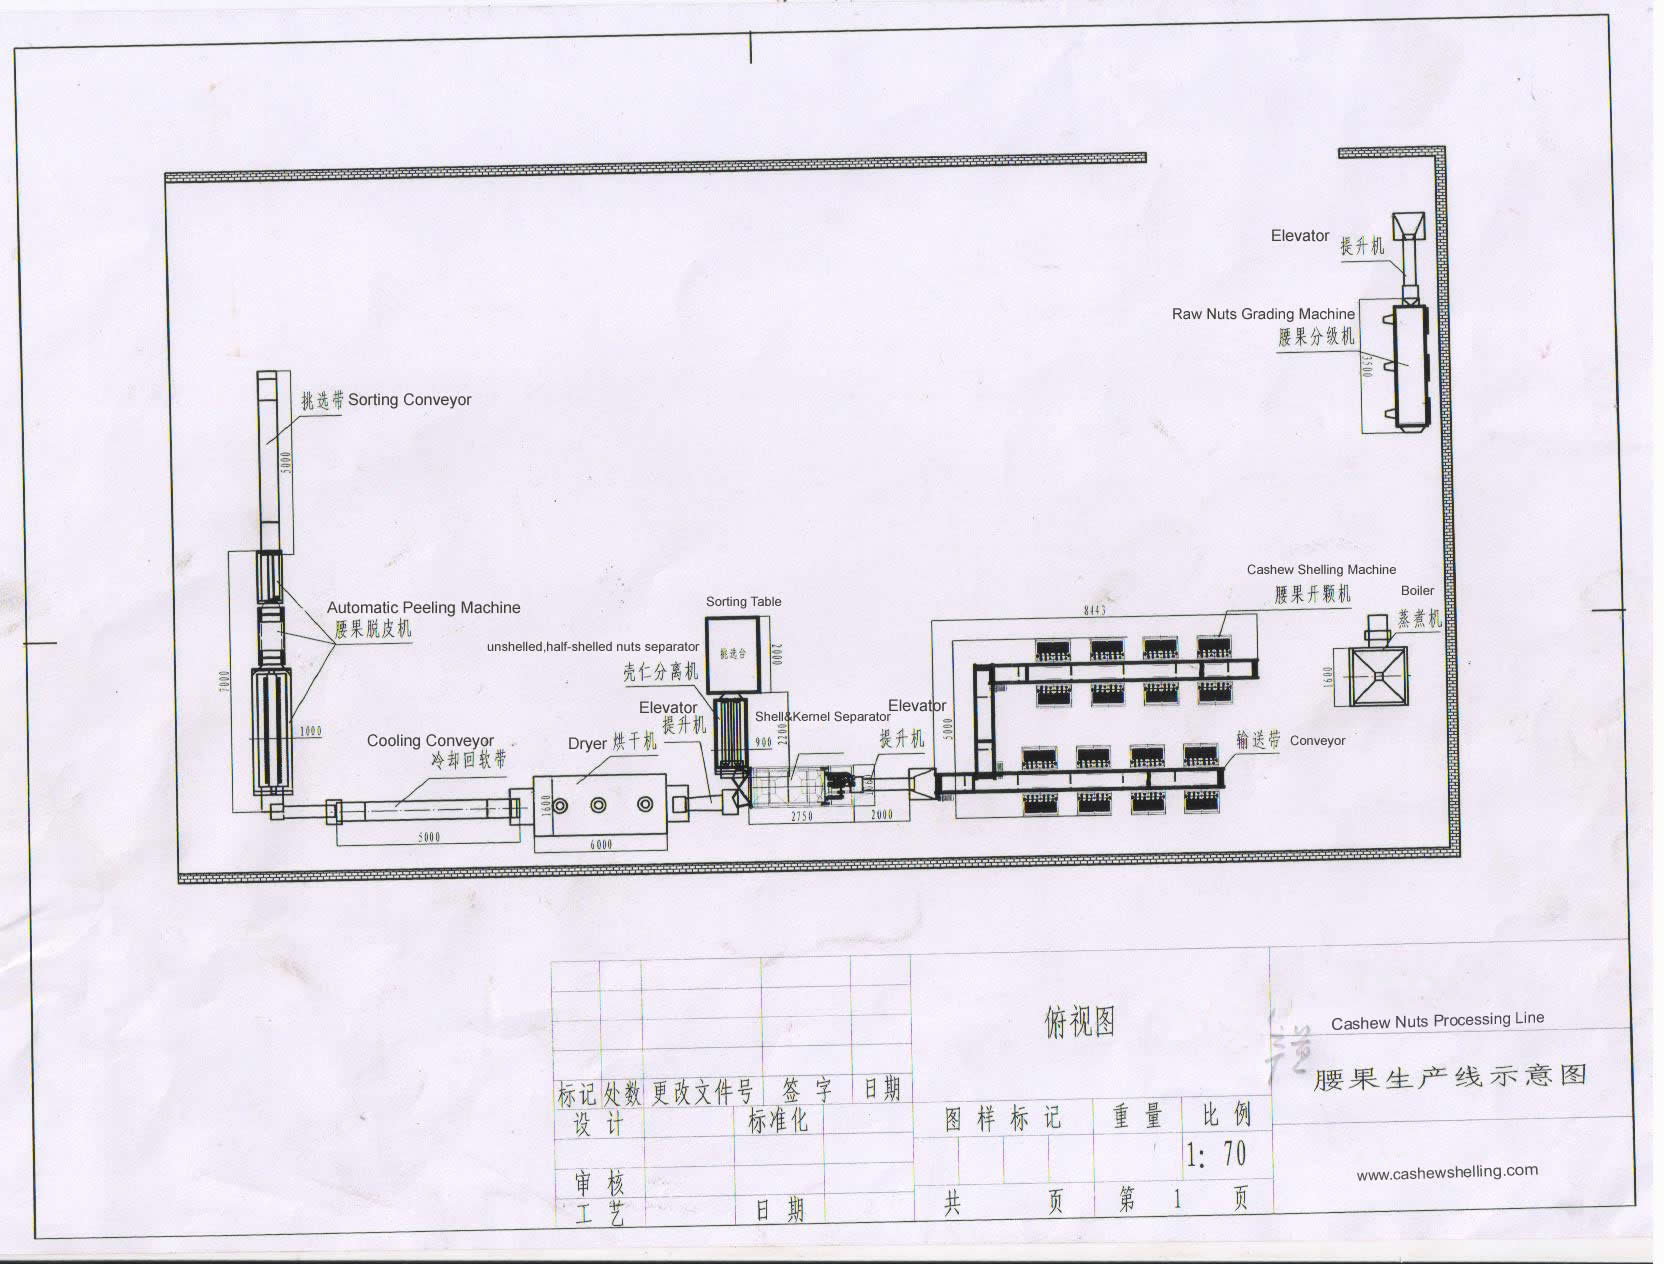 Elevator
提升机
Raw Nuts Grading Machine
腰果分级机
3500
挑选带 Sorting Conveyor
5000
Cashew Shelling Machine
腰果开颗机
Boiler
蒸煮机
1600
8443
5000
Automatic Peeling Machine
腰果脱皮机
7000
1000
Sorting Table
挑选台
2000
unshelled,half-shelled nuts separator
壳仁分离机
Elevator
提升机
Shell&Kernel Separator
900
2200
Elevator
提升机
输送带 Conveyor
Cooling Conveyor
冷却回软带
Dryer 烘干机
1600
5000
6000
2750
2000
俯视图
Cashew Nuts Processing Line
腰果生产线示意图
标记 处数 更改文件号 签 字 日期
设 计 标准化
图 样 标 记 重 量 比 例
1: 70
审 核
工 艺 日 期
共 页 第 1 页
www.cashewshelling.com